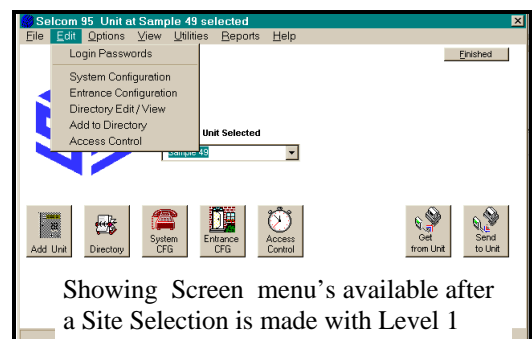 Selcom 95 Unit at Sample 49 selected
File Edit Options View Utilities Reports Help
Login Passwords
Finished
System Configuration
Entrance Configuration
Directory Edit / View
Add to Directory
Access Control
Unit Selected
Sample 49
Add Unit
Directory
System CFG
Entrance CFG
Access Control
Get from Unit
Send to Unit
Showing Screen menu's available after
a Site Selection is made with Level 1